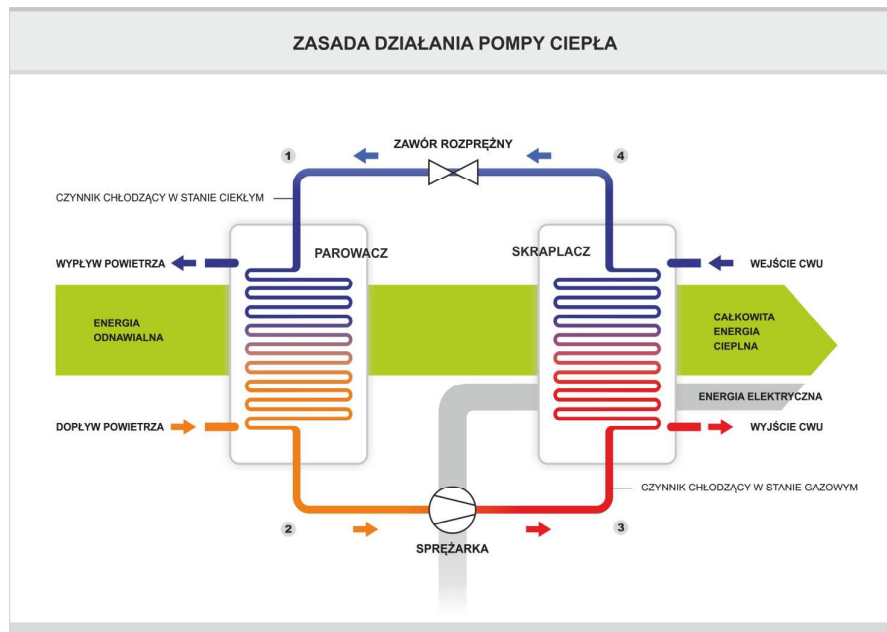 ZASADA DZIAŁANIA POMPY CIEPŁA
ZAWÓR ROZPRĘŻNY
1
4
CZYNNIK CHŁODZĄCY W STANIE CIEKŁYM
PAROWACZ
SKRAPLACZ
WYPŁYW POWIETRZA
WEJŚCIE CWU
ENERGIA
ODNAWIALNA
CAŁKOWITA
ENERGIA
CIEPLNA
ENERGIA ELEKTRYCZNA
DOPŁYW POWIETRZA
WYJŚCIE CWU
CZYNNIK CHŁODZĄCY W STANIE GAZOWYM
2
3
SPRĘŻARKA